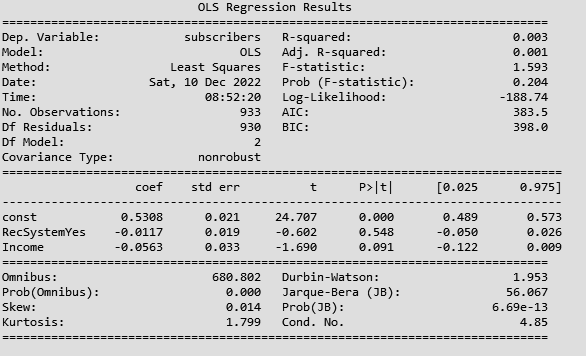 OLS Regression Results
==============================================================================
Dep. Variable: subscribers R-squared: 0.003
Model: OLS Adj. R-squared: 0.001
Method: Least Squares F-statistic: 1.593
Date: Sat, 10 Dec 2022 Prob (F-statistic): 0.204
Time: 08:52:20 Log-Likelihood: -188.74
No. Observations: 933 AIC: 383.5
Df Residuals: 930 BIC: 398.0
Df Model: 2
Covariance Type: nonrobust
================================================================================
coef std err t P>|t| [0.025 0.975]
--------------------------------------------------------------------------------
const 0.5308 0.021 24.707 0.000 0.489 0.573
RecSystemYes -0.0117 0.019 -0.602 0.548 -0.050 0.026
Income -0.0563 0.033 -1.690 0.091 -0.122 0.009
==============================================================================
Omnibus: 680.802 Durbin-Watson: 1.953
Prob(Omnibus): 0.000 Jarque-Bera (JB): 56.067
Skew: 0.014 Prob(JB): 6.69e-13
Kurtosis: 1.799 Cond. No. 4.85
==============================================================================